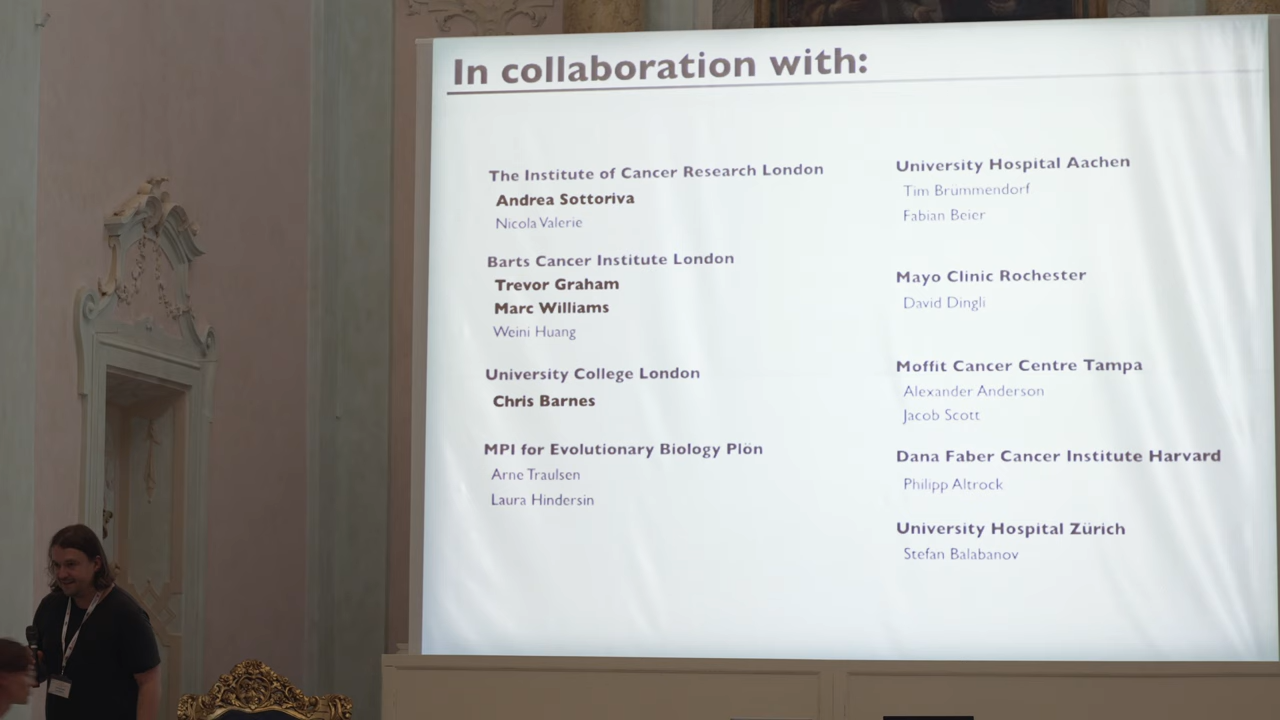 In collaboration with:
The Institute of Cancer Research London
Andrea Sottoriva
Nicola Valerie
Barts Cancer Institute London
Trevor Graham
Marc Williams
Weini Huang
University College London
Chris Barnes
MPI for Evolutionary Biology Plön
Arne Traulsen
Laura Hindersin
University Hospital Aachen
Tim Brümmendorf
Fabian Beier
Mayo Clinic Rochester
David Dingli
Moffit Cancer Centre Tampa
Alexander Anderson
Jacob Scott
Dana Faber Cancer Institute Harvard
Philipp Altrock
University Hospital Zürich
Stefan Balabanov